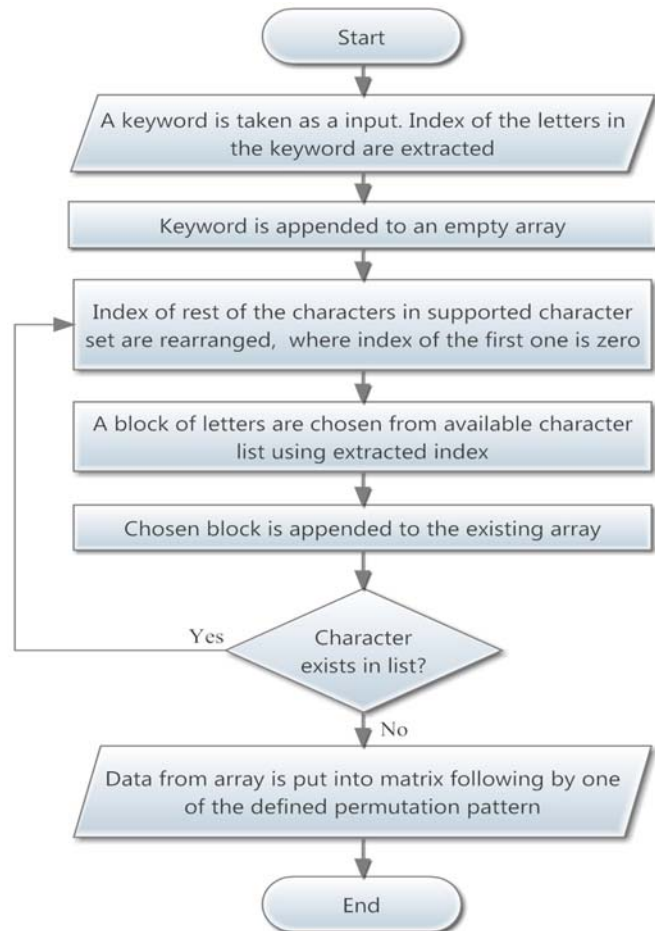 Start
A keyword is taken as a input. Index of the letters in
the keyword are extracted
Keyword is appended to an empty array
Index of rest of the characters in supported character
set are rearranged, where index of the first one is zero
A block of letters are chosen from available character
list using extracted index
Chosen block is appended to the existing array
Yes
Character
exists in list?
No
Data from array is put into matrix following by one
of the defined permutation pattern
End